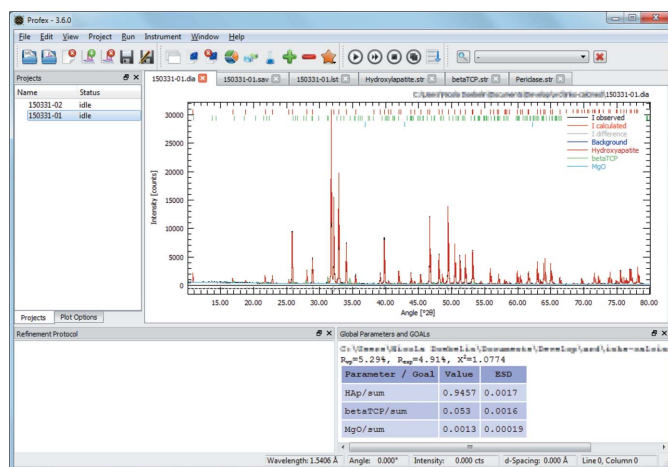 Profex - 3.6.0
File Edit View Project Run Instrument Window Help
-
Projects
Name Status
150331-02 idle
150331-01 idle
Projects Plot Options
150331-01.dia 150331-01.sav 150331-01.lst Hydroxylapatite.str betaTCP.str Periclase.str
150331-01.dia
30000
25000
20000
15000
10000
5000
0
Intensity [counts]
I observed
I calculated
I difference
Background
Hydroxyapatite
betaTCP
MgO
15.00 20.00 25.00 30.00 35.00 40.00 45.00 50.00 55.00 60.00 65.00 70.00 75.00 80.00
Angle [°2θ]
Refinement Protocol
Global Parameters and GOALs
Rwp=5.29%, Rexp=4.91%, X²=1.0774
Parameter / Goal Value ESD
HAp/sum 0.9457 0.0017
betaTCP/sum 0.053 0.0016
MgO/sum 0.0013 0.00019
Wavelength: 1.5406 Å Angle: 0.000° Intensity: 0.000 cts d-Spacing: 0.000 Å Line 0, Column 0